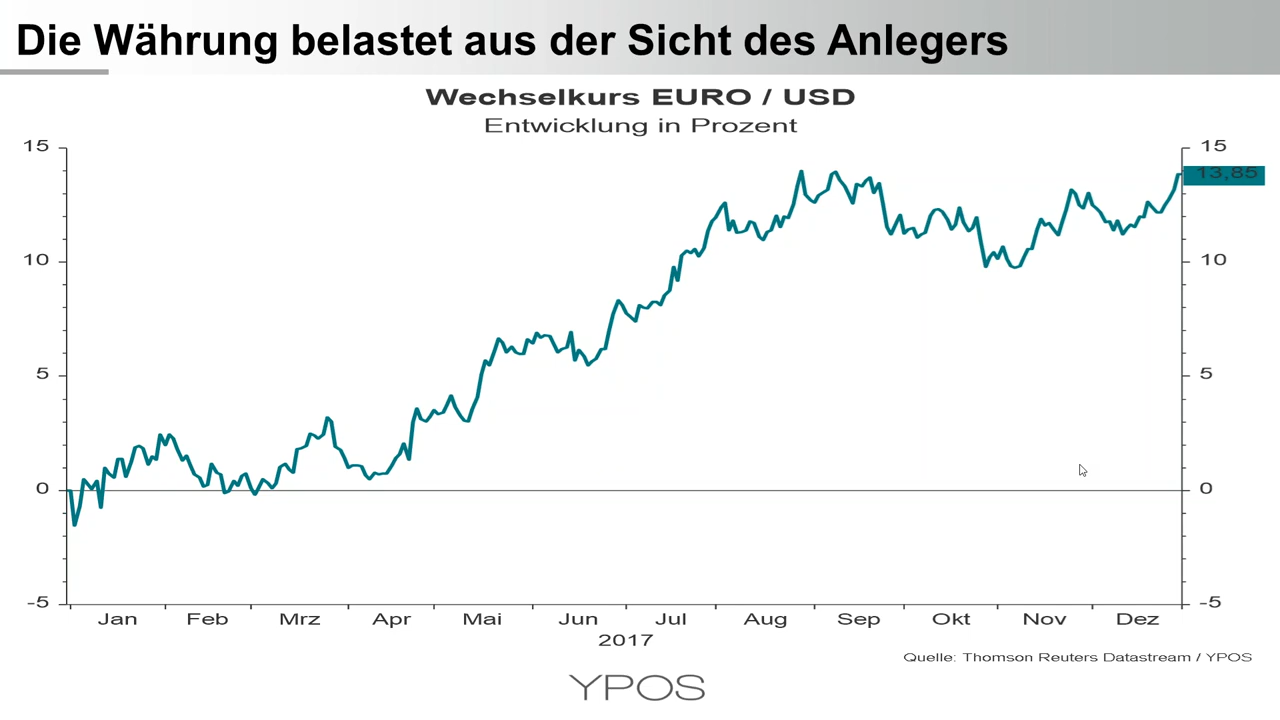 Die Währung belastet aus der Sicht des Anlegers
Wechselkurs EURO / USD
Entwicklung in Prozent
15 15
13,85
10 10
5 5
0 0
-5 -5
Jan Feb Mrz Apr Mai Jun Jul Aug Sep Okt Nov Dez
2017
Quelle: Thomson Reuters Datastream / YPOS
YPOS